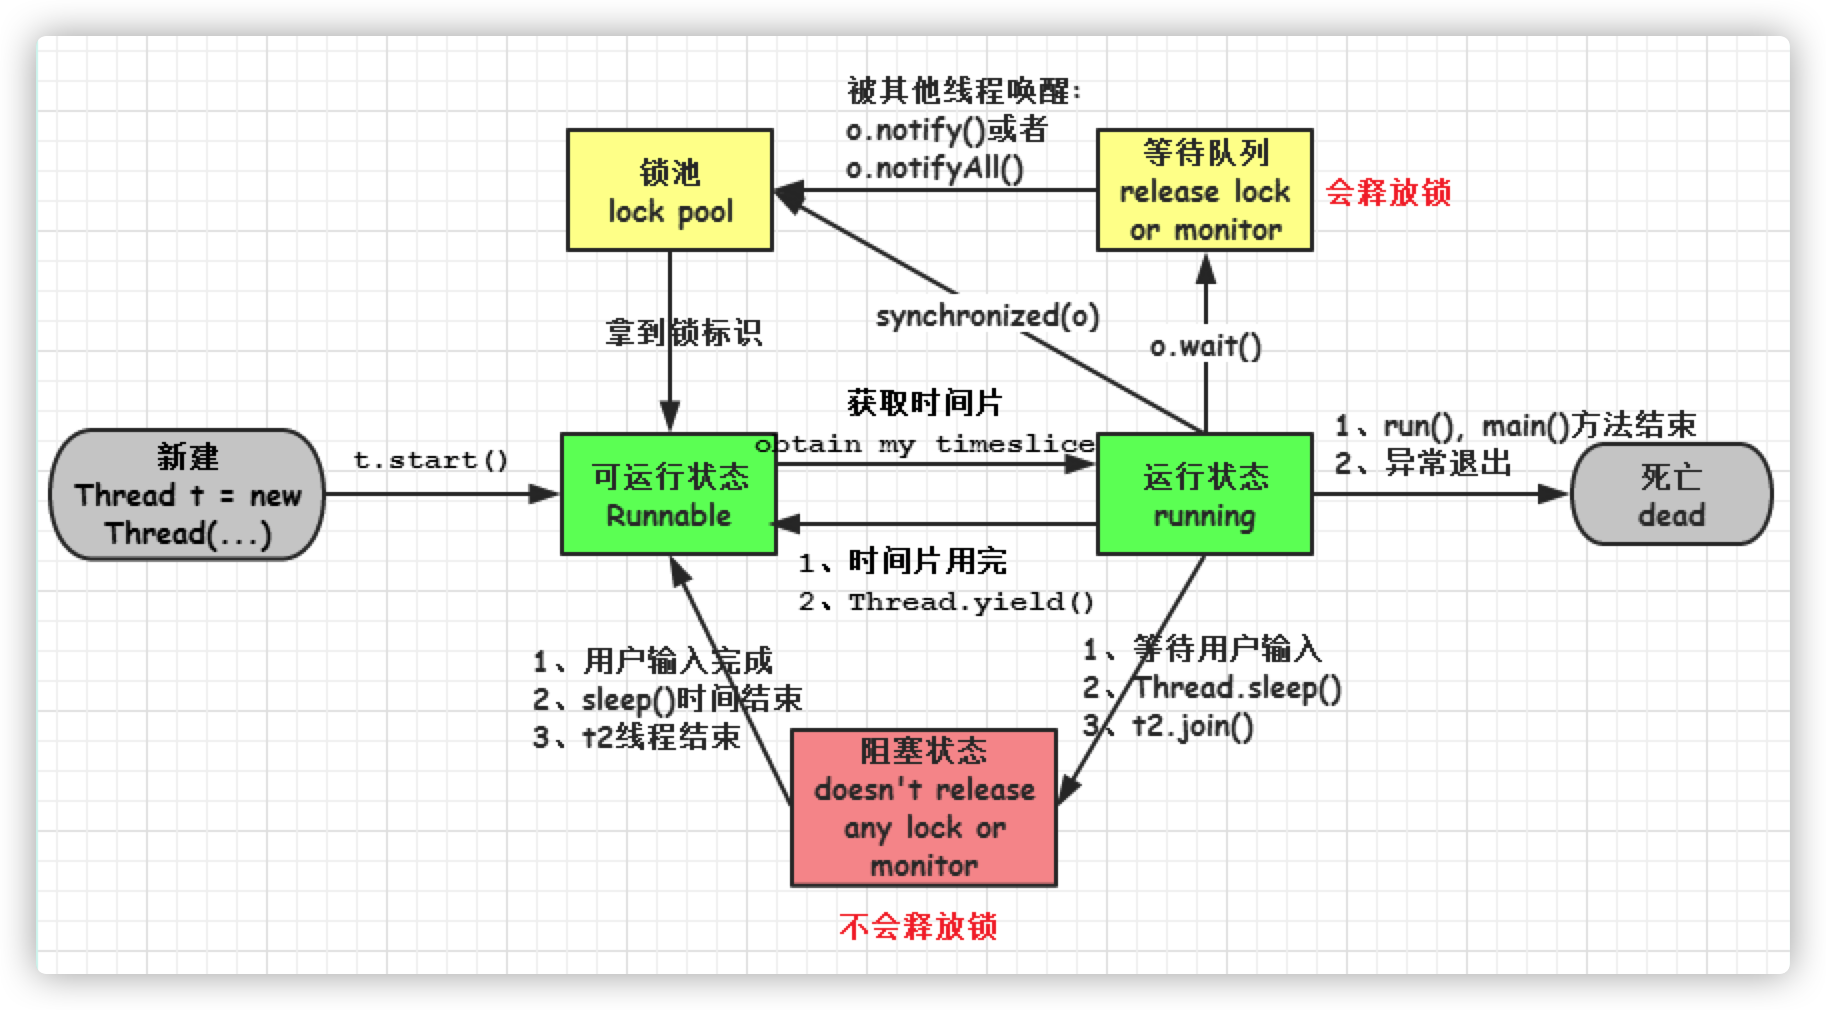 被其他线程唤醒:
o.notify()或者
o.notifyAll()
锁池
lock pool
等待队列
release lock
or monitor
会释放锁
拿到锁标识
synchronized(o)
o.wait()
获取时间片
obtain my timeslice
新建
Thread t = new
Thread(...)
t.start()
可运行状态
Runnable
运行状态
running
1、run(), main()方法结束
2、异常退出
死亡
dead
1、时间片用完
2、Thread.yield()
1、用户输入完成
2、sleep()时间结束
3、t2线程结束
1、等待用户输入
2、Thread.sleep()
3、t2.join()
阻塞状态
doesn't release
any lock or
monitor
不会释放锁